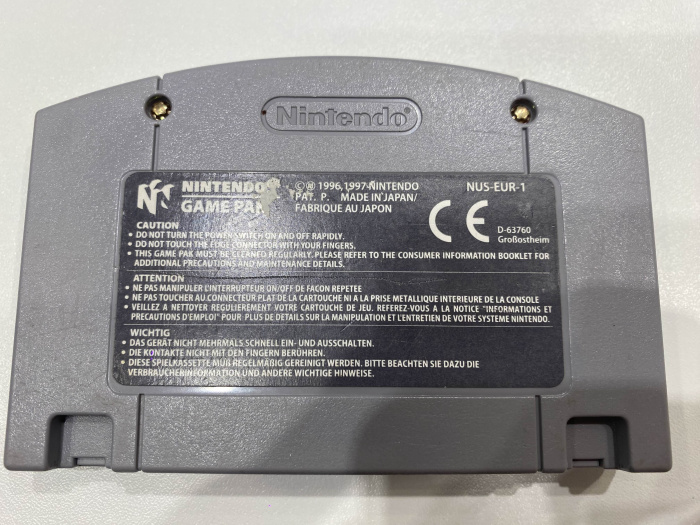 Nintendo®
NINTENDO
GAME PAK
©® 1996,1997 NINTENDO
PAT. P. MADE IN JAPAN/
FABRIQUE AU JAPON
NUS-EUR-1
CE
D-63760
Großostheim
CAUTION
• DO NOT TURN THE POWER SWITCH ON AND OFF RAPIDLY.
• DO NOT TOUCH THE EDGE CONNECTOR WITH YOUR FINGERS.
• THIS GAME PAK MUST BE CLEANED REGULARLY. PLEASE REFER TO THE CONSUMER INFORMATION BOOKLET FOR
ADDITIONAL PRECAUTIONS AND MAINTENANCE DETAILS.
ATTENTION
• NE PAS MANIPULER L'INTERRUPTEUR ON/OFF DE FACON REPETEE
• NE PAS TOUCHER AU CONNECTEUR PLAT DE LA CARTOUCHE NI A LA PRISE METALLIQUE INTERIEURE DE LA CONSOLE
• VEILLEZ A NETTOYER REGULIEREMENT VOTRE CARTOUCHE DE JEU. REFEREZ-VOUS A LA NOTICE "INFORMATIONS ET
PRECAUTIONS D'EMPLOI" POUR PLUS DE DETAILS SUR LA MANIPULATION ET L'ENTRETIEN DE VOTRE SYSTEME NINTENDO.
WICHTIG
• DAS GERÄT NICHT MEHRMALS SCHNELL EIN- UND AUSSCHALTEN.
• DIE KONTAKTE NICHT MIT DEN FINGERN BERÜHREN.
• DIESE SPIELKASSETTE MUß REGELMÄßIG GEREINIGT WERDEN. BITTE BEACHTEN SIE DAZU DIE
VERBRAUCHERINFORMATION UND ANDERE WICHTIGE HINWEISE.